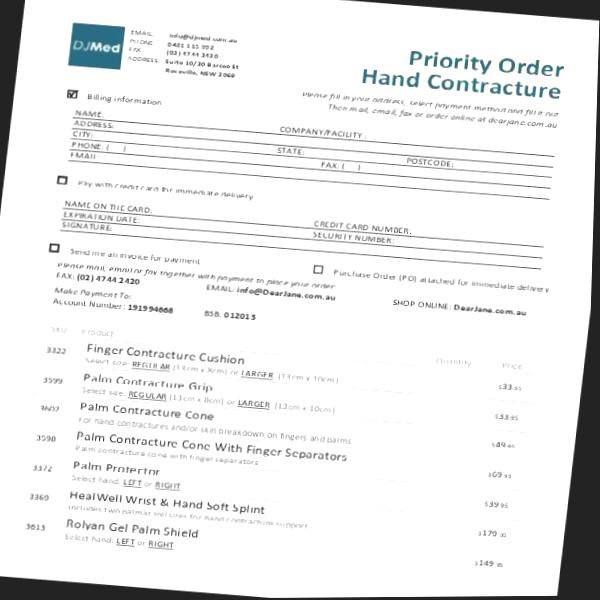 DJMed
EMAIL: info@djmed.com.au
PHONE 0421 115 992
FAX (02) 4744 2420
ADDRESS: Suite 10/30 Barcoo St
Roseville, NSW 2069
Priority Order
Hand Contracture
Please fill in your address, select payment method and fill out
Then mail, email, fax or order online at dearjane.com.au
Billing information
NAME:
ADDRESS: COMPANY/FACILITY:
CITY: STATE: POSTCODE:
PHONE: ( ) FAX: ( )
EMAIL
Pay with credit card for immediate delivery
NAME ON THE CARD: CREDIT CARD NUMBER:
EXPIRATION DATE: SECURITY NUMBER:
SIGNATURE:
Send me an invoice for payment
Purchase Order (PO) attached for immediate delivery
Please mail, email or fax together with payment to place your order
FAX: (02) 4744 2420 EMAIL: info@DearJane.com.au SHOP ONLINE: DearJane.com.au
Make Payment To:
Account Number: 191994668 BSB: 012013
SKU Product Quantity Price
3322 Finger Contracture Cushion $33.95
Select size: REGULAR (13cm x 8cm) or LARGER (13cm x 10cm)
3599 Palm Contracture Grip $33.95
Select size: REGULAR (13cm x 8cm) or LARGER (13cm x 10cm)
3607 Palm Contracture Cone $49.95
For hand contractures and/or skin breakdown on fingers and palms
3598 Palm Contracture Cone With Finger Separators $69.95
Palm contracture cone with finger separators
3372 Palm Protector $39.95
Select hand: LEFT or RIGHT
3369 HealWell Wrist & Hand Soft Splint $179.95
Includes two palmar roll sizes for hand contracture support
3613 Rolyan Gel Palm Shield $149.95
Select hand: LEFT or RIGHT